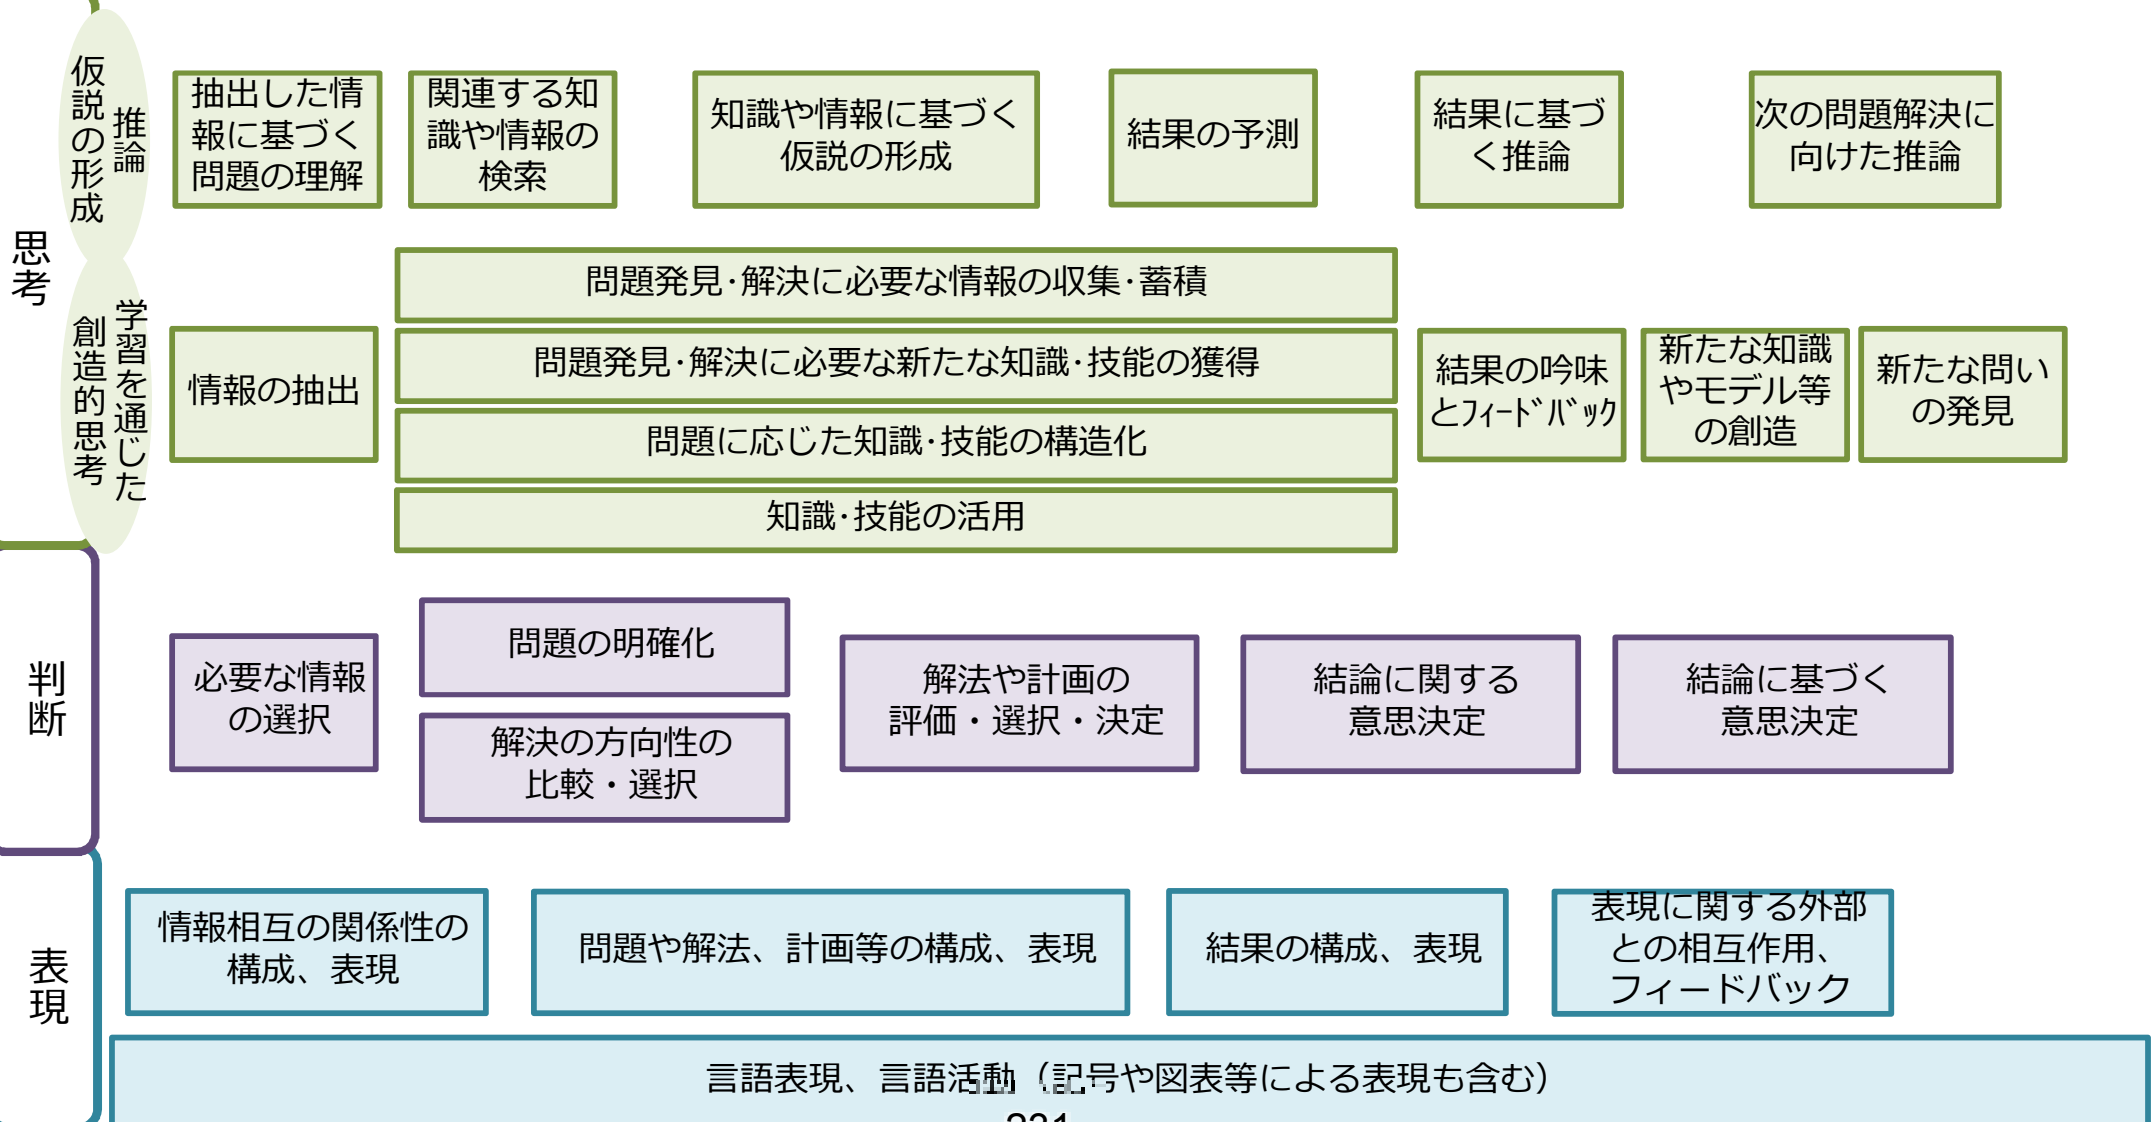 思考
仮説の形成
推論
抽出した情
報に基づく
問題の理解
関連する知
識や情報の
検索
知識や情報に基づく
仮説の形成
結果の予測
結果に基づ
く推論
次の問題解決に
向けた推論
学習を通じた
創造的思考
情報の抽出
問題発見･解決に必要な情報の収集･蓄積
問題発見･解決に必要な新たな知識･技能の獲得
問題に応じた知識･技能の構造化
知識･技能の活用
結果の吟味
とﾌｨｰﾄﾞﾊﾞｯｸ
新たな知識
やモデル等
の創造
新たな問い
の発見
判断
必要な情報
の選択
問題の明確化
解決の方向性の
比較・選択
解法や計画の
評価・選択・決定
結論に関する
意思決定
結論に基づく
意思決定
表現
情報相互の関係性の
構成、表現
問題や解法、計画等の構成、表現
結果の構成、表現
表現に関する外部
との相互作用、
フィードバック
言語表現、言語活動（記号や図表等による表現も含む）